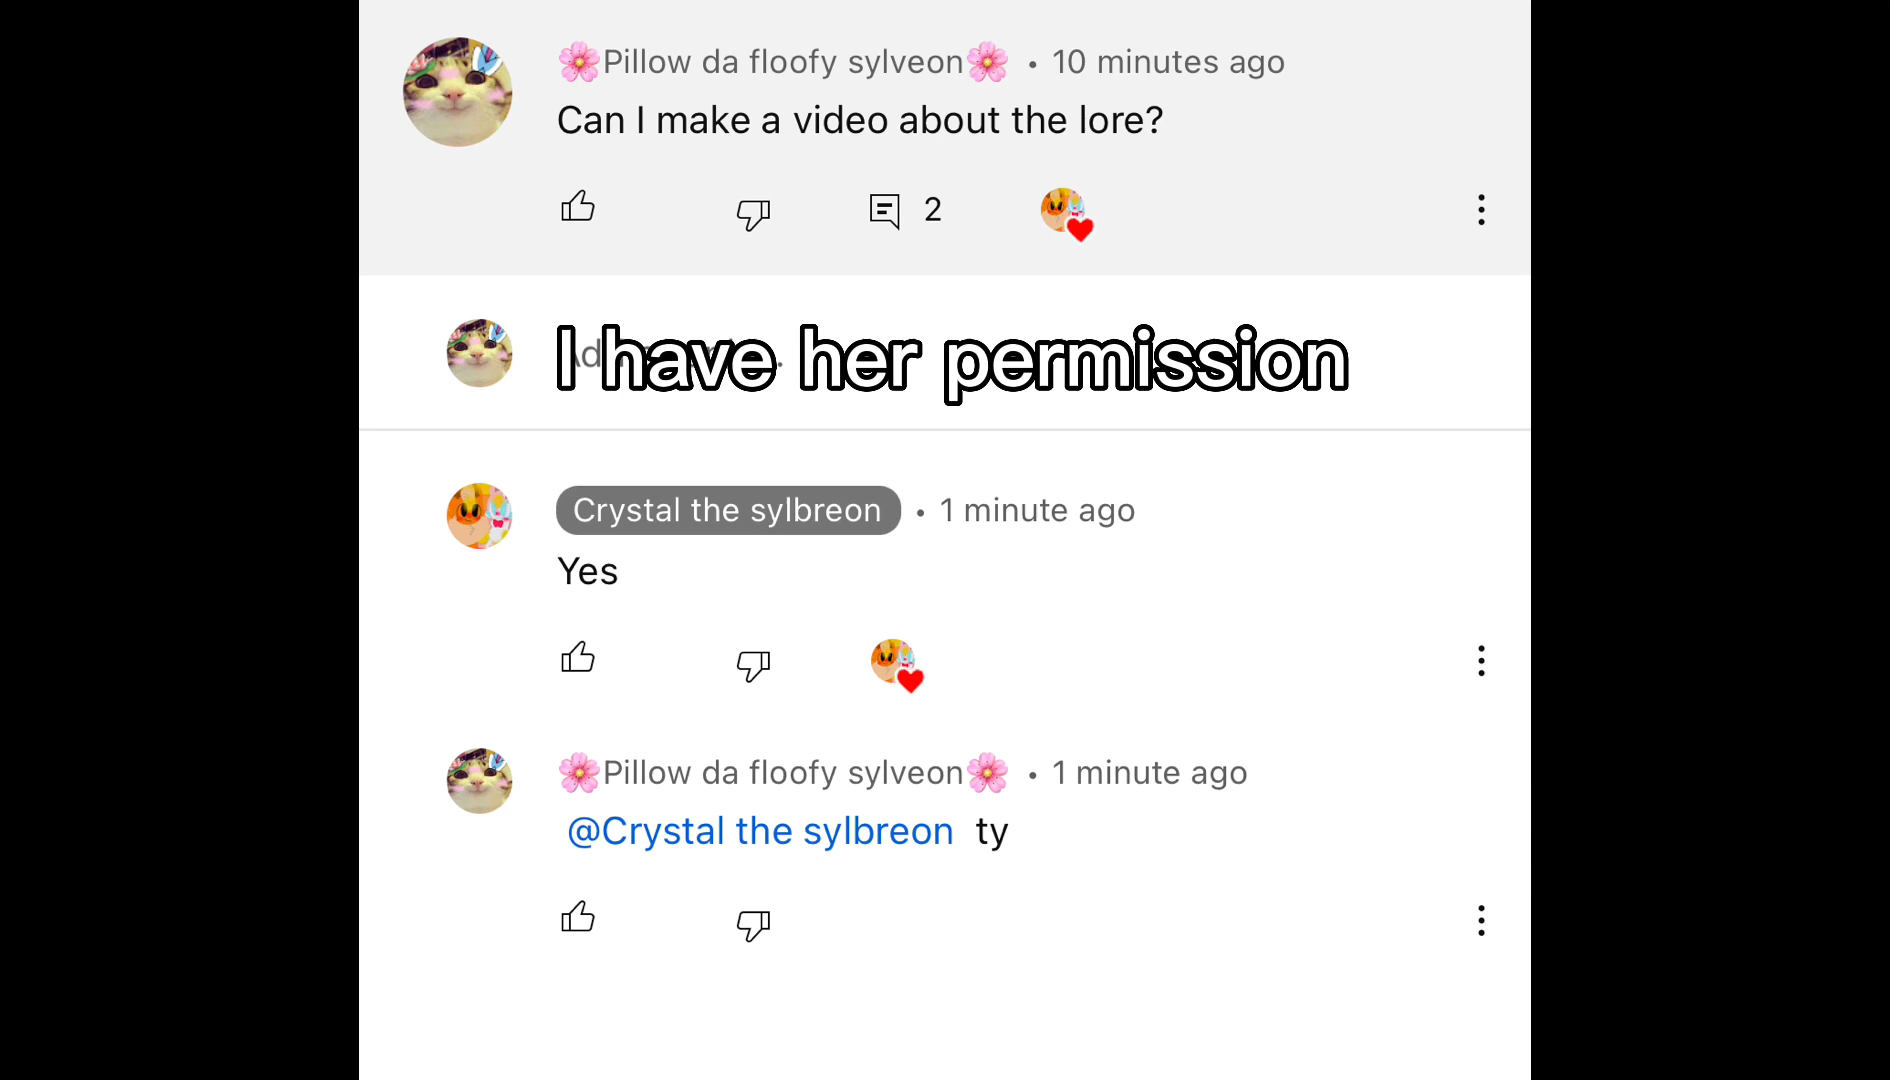 🌸Pillow da floofy sylveon🌸 • 10 minutes ago
Can I make a video about the lore?
2
I have her permission
Crystal the sylbreon • 1 minute ago
Yes
🌸Pillow da floofy sylveon🌸 • 1 minute ago
@Crystal the sylbreon ty